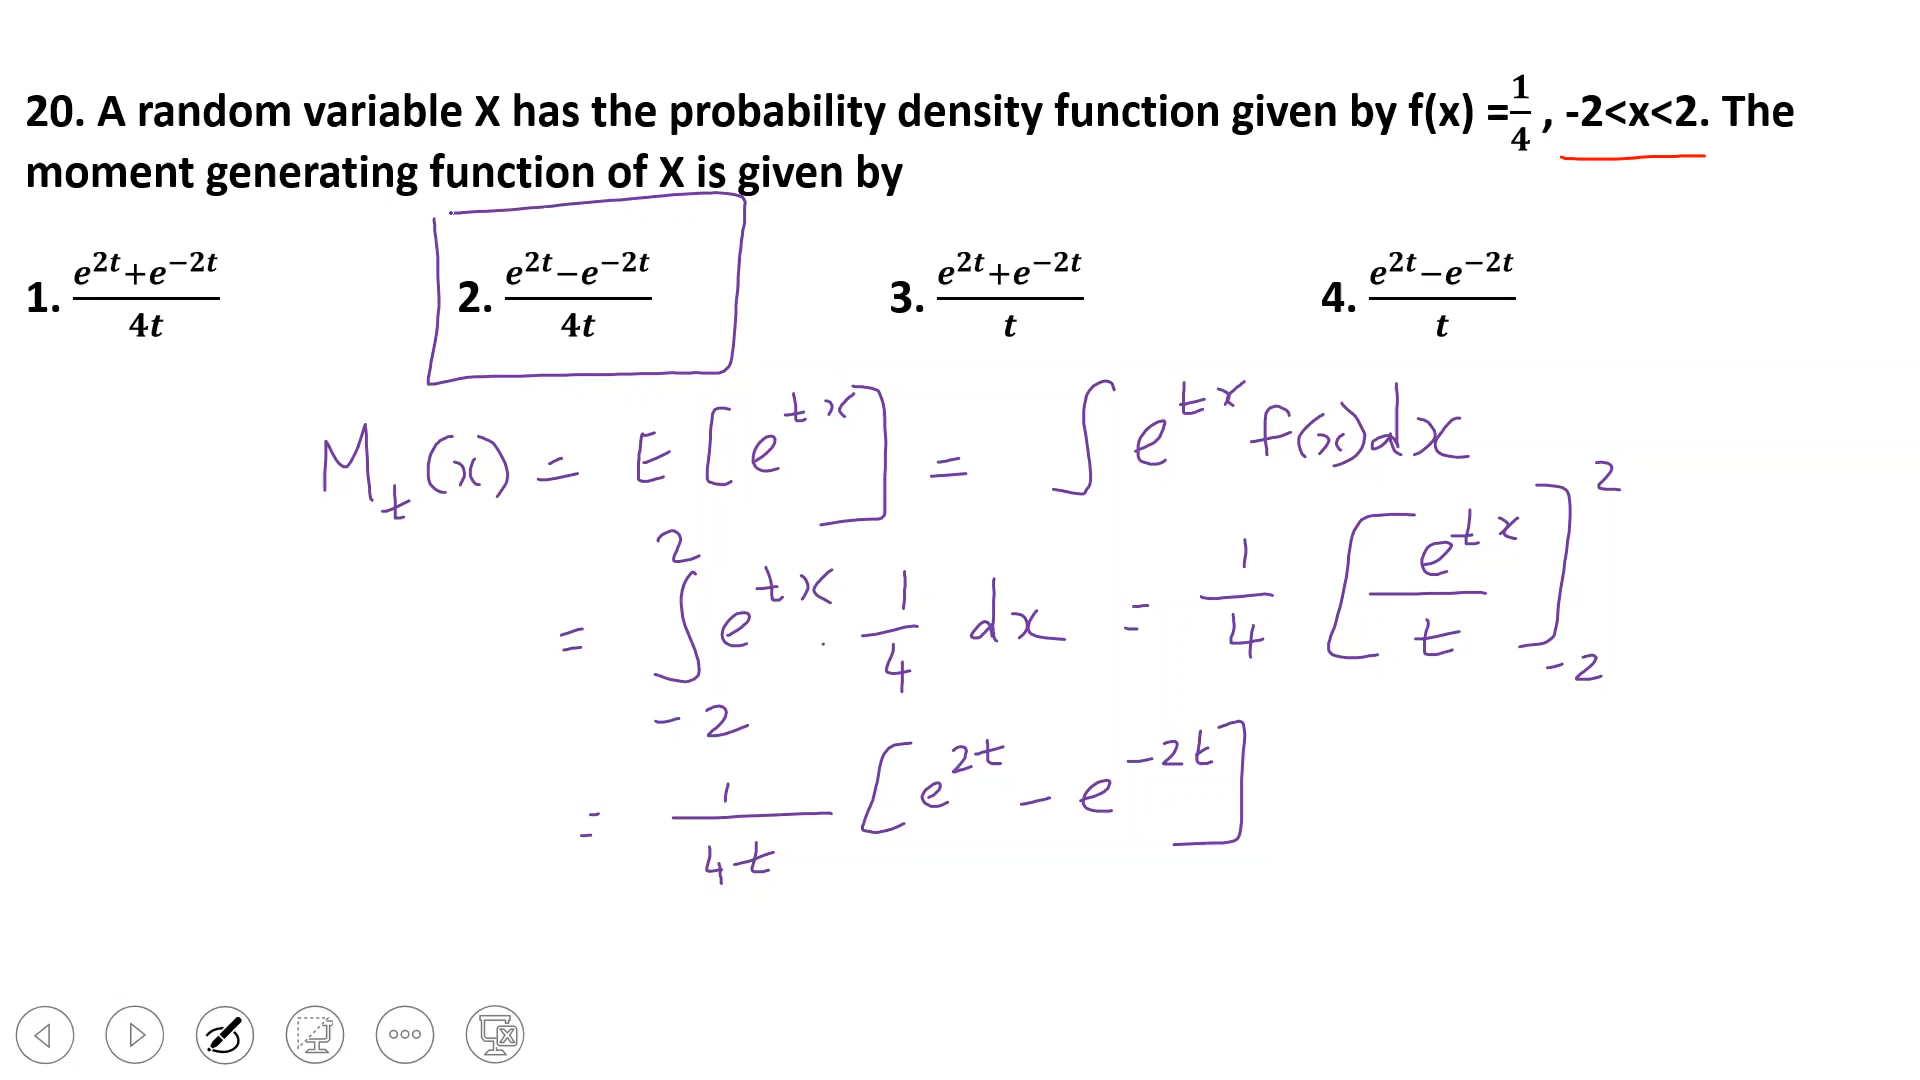 20. A random variable X has the probability density function given by f(x) =1/4 , -2<x<2. The
moment generating function of X is given by
1. (e^{2t}+e^{−2t})/4t   2. (e^{2t}−e^{−2t})/4t   3. (e^{2t}+e^{−2t})/t   4. (e^{2t}−e^{−2t})/t
M_t(x) = E[e^{tx}] = ∫ e^{tx} f(x)dx
= ∫_{-2}^{2} e^{tx} . 1/4 dx = 1/4 [e^{tx}/t]_{-2}^{2}
= 1/4t [e^{2t} - e^{-2t}]